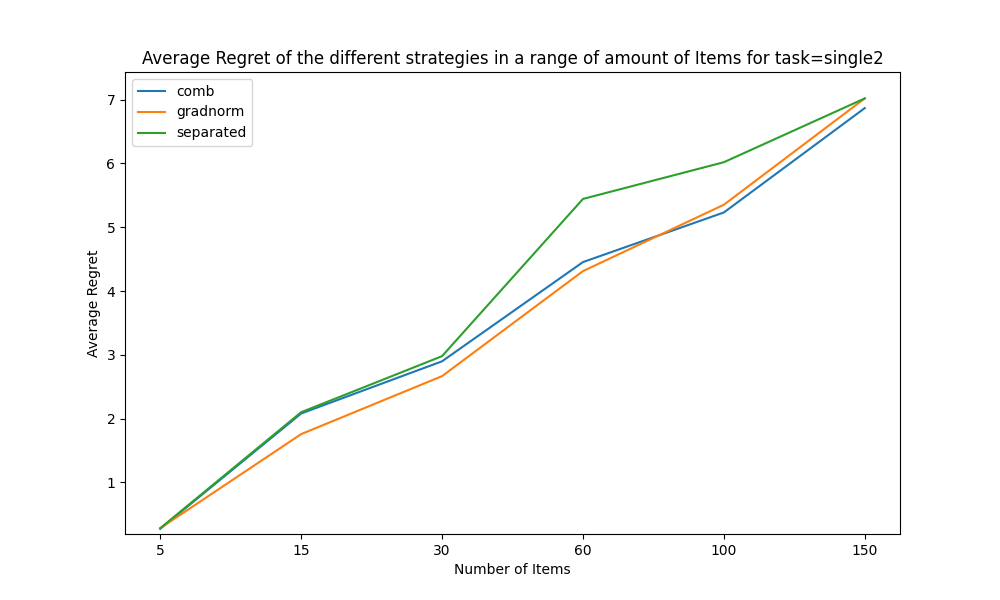 Average Regret of the different strategies in a range of amount of Items for task=single2
comb
gradnorm
separated
7
6
5
4
3
2
1
Average Regret
5 15 30 60 100 150
Number of Items